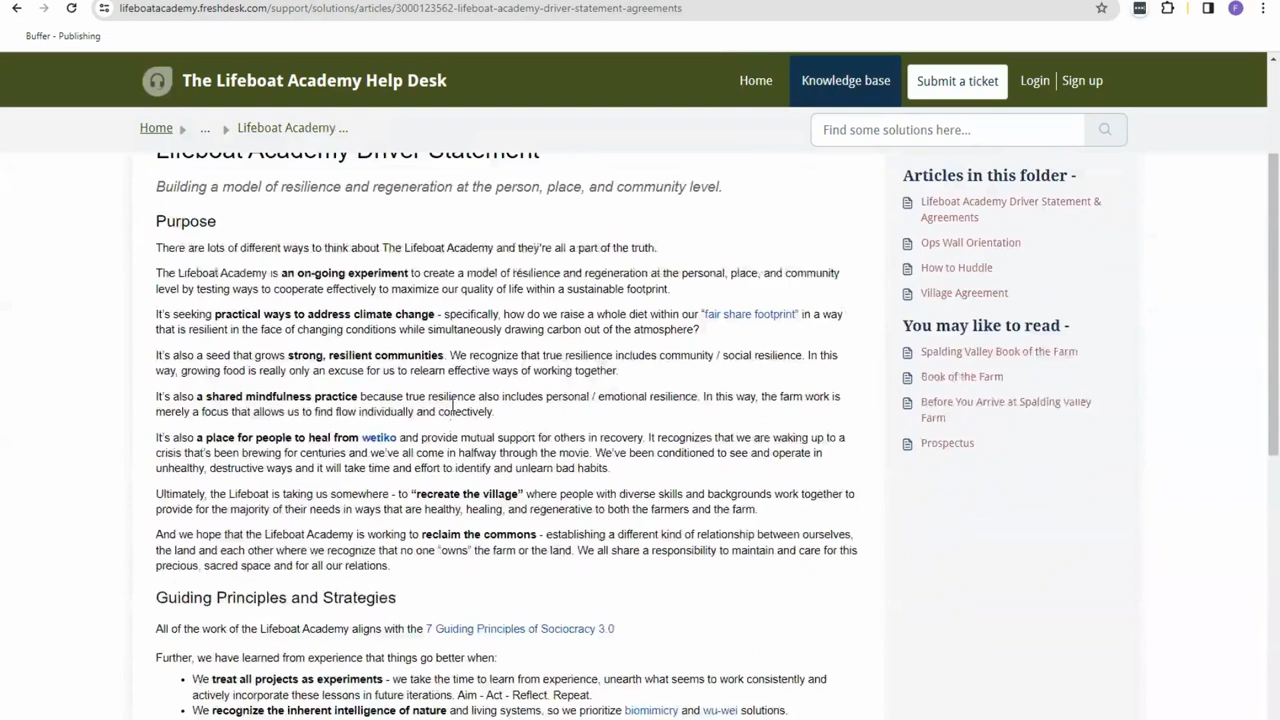 lifeboatacademy.freshdesk.com/support/solutions/articles/3000123562-lifeboat-academy-driver-statement-agreements
F
Buffer - Publishing
The Lifeboat Academy Help Desk
Home
Knowledge base
Submit a ticket
Login
Sign up
Home
...
Lifeboat Academy ...
Find some solutions here...
Lifeboat Academy Driver Statement
Building a model of resilience and regeneration at the person, place, and community level.
Purpose
There are lots of different ways to think about The Lifeboat Academy and they're all a part of the truth.
The Lifeboat Academy is an on-going experiment to create a model of resilience and regeneration at the personal, place, and community
level by testing ways to cooperate effectively to maximize our quality of life within a sustainable footprint.
It's seeking practical ways to address climate change - specifically, how do we raise a whole diet within our “fair share footprint” in a way
that is resilient in the face of changing conditions while simultaneously drawing carbon out of the atmosphere?
It's also a seed that grows strong, resilient communities. We recognize that true resilience includes community / social resilience. In this
way, growing food is really only an excuse for us to relearn effective ways of working together.
It's also a shared mindfulness practice because true resilience also includes personal / emotional resilience. In this way, the farm work is
merely a focus that allows us to find flow individually and collectively.
It's also a place for people to heal from wetiko and provide mutual support for others in recovery. It recognizes that we are waking up to a
crisis that's been brewing for centuries and we've all come in halfway through the movie. We've been conditioned to see and operate in
unhealthy, destructive ways and it will take time and effort to identify and unlearn bad habits.
Ultimately, the Lifeboat is taking us somewhere - to “recreate the village” where people with diverse skills and backgrounds work together to
provide for the majority of their needs in ways that are healthy, healing, and regenerative to both the farmers and the farm.
And we hope that the Lifeboat Academy is working to reclaim the commons - establishing a different kind of relationship between ourselves,
the land and each other where we recognize that no one “owns” the farm or the land. We all share a responsibility to maintain and care for this
precious, sacred space and for all our relations.
Guiding Principles and Strategies
All of the work of the Lifeboat Academy aligns with the 7 Guiding Principles of Sociocracy 3.0
Further, we have learned from experience that things go better when:
• We treat all projects as experiments - we take the time to learn from experience, unearth what seems to work consistently and
actively incorporate these lessons in future iterations. Aim - Act - Reflect. Repeat.
• We recognize the inherent intelligence of nature and living systems, so we prioritize biomimicry and wu-wei solutions.
Articles in this folder -
Lifeboat Academy Driver Statement &
Agreements
Ops Wall Orientation
How to Huddle
Village Agreement
You may like to read -
Spalding Valley Book of the Farm
Book of the Farm
Before You Arrive at Spalding Valley
Farm
Prospectus